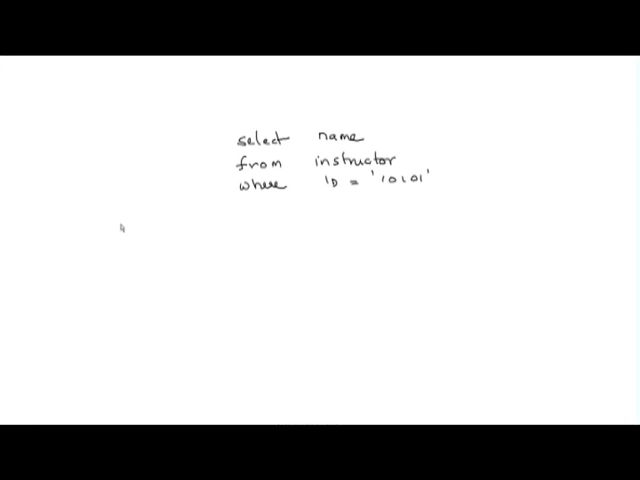 select name
from instructor
where ID = '10101'